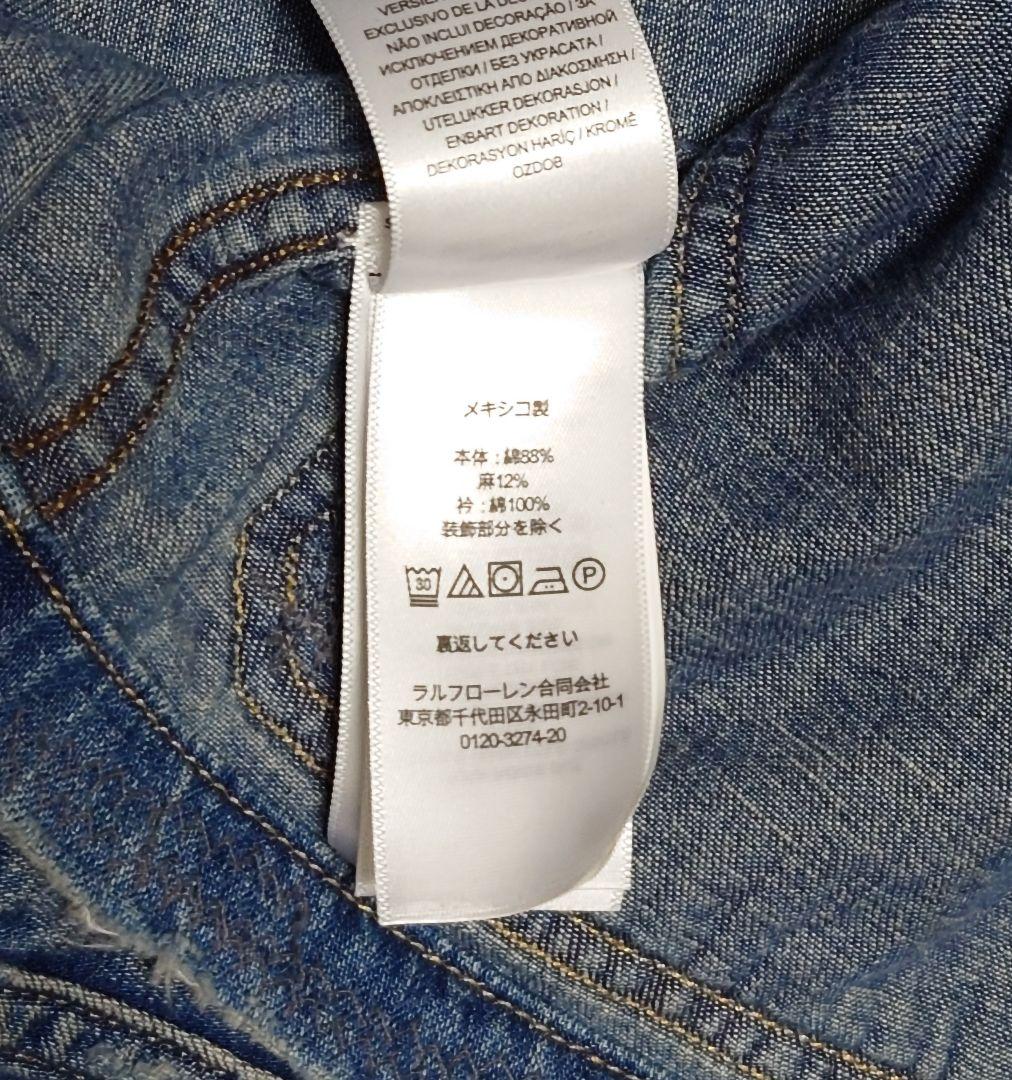 VERSIER
EXCLUSIVO DE LA DEC
NÃO INCLUI DECORAÇÃO / ЗА
ИСКЛЮЧЕНИЕМ ДЕКОРАТИВНОЙ
ОТДЕЛКИ / БЕЗ УКРАСАТА /
ΑΠΟΚΛΕΙΣΤΙΚΗ ΑΠΟ ΔΙΑΚΟΣΜΗΣΗ /
UTELUKKER DEKORASJON /
ENBART DEKORATION /
DEKORASYON HARİÇ / KROMĚ
OZDOB
メキシコ製
本体 : 綿88%
麻12%
衿 : 綿100%
装飾部分を除く
30 P
裏返してください
ラルフローレン合同会社
東京都千代田区永田町2-10-1
0120-3274-20